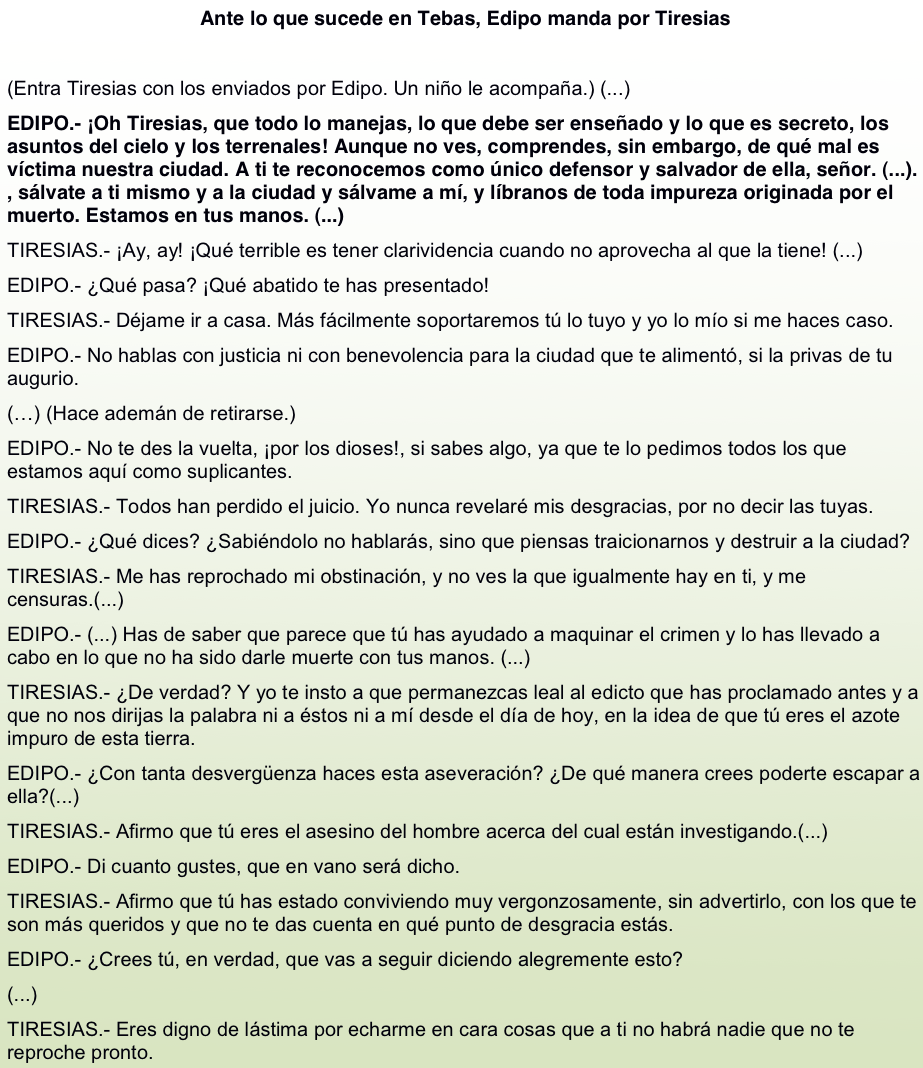 Ante lo que sucede en Tebas, Edipo manda por Tiresias
(Entra Tiresias con los enviados por Edipo. Un niño le acompaña.) (...)
EDIPO.- ¡Oh Tiresias, que todo lo manejas, lo que debe ser enseñado y lo que es secreto, los
asuntos del cielo y los terrenales! Aunque no ves, comprendes, sin embargo, de qué mal es
víctima nuestra ciudad. A ti te reconocemos como único defensor y salvador de ella, señor. (...).
, sálvate a ti mismo y a la ciudad y sálvame a mí, y líbranos de toda impureza originada por el
muerto. Estamos en tus manos. (...)
TIRESIAS.- ¡Ay, ay! ¡Qué terrible es tener clarividencia cuando no aprovecha al que la tiene! (...)
EDIPO.- ¿Qué pasa? ¡Qué abatido te has presentado!
TIRESIAS.- Déjame ir a casa. Más fácilmente soportaremos tú lo tuyo y yo lo mío si me haces caso.
EDIPO.- No hablas con justicia ni con benevolencia para la ciudad que te alimentó, si la privas de tu
augurio.
(…) (Hace ademán de retirarse.)
EDIPO.- No te des la vuelta, ¡por los dioses!, si sabes algo, ya que te lo pedimos todos los que
estamos aquí como suplicantes.
TIRESIAS.- Todos han perdido el juicio. Yo nunca revelaré mis desgracias, por no decir las tuyas.
EDIPO.- ¿Qué dices? ¿Sabiéndolo no hablarás, sino que piensas traicionarnos y destruir a la ciudad?
TIRESIAS.- Me has reprochado mi obstinación, y no ves la que igualmente hay en ti, y me
censuras.(...)
EDIPO.- (...) Has de saber que parece que tú has ayudado a maquinar el crimen y lo has llevado a
cabo en lo que no ha sido darle muerte con tus manos. (...)
TIRESIAS.- ¿De verdad? Y yo te insto a que permanezcas leal al edicto que has proclamado antes y a
que no nos dirijas la palabra ni a éstos ni a mí desde el día de hoy, en la idea de que tú eres el azote
impuro de esta tierra.
EDIPO.- ¿Con tanta desvergüenza haces esta aseveración? ¿De qué manera crees poderte escapar a
ella?(...)
TIRESIAS.- Afirmo que tú eres el asesino del hombre acerca del cual están investigando.(...)
EDIPO.- Di cuanto gustes, que en vano será dicho.
TIRESIAS.- Afirmo que tú has estado conviviendo muy vergonzosamente, sin advertirlo, con los que te
son más queridos y que no te das cuenta en qué punto de desgracia estás.
EDIPO.- ¿Crees tú, en verdad, que vas a seguir diciendo alegremente esto?
(...)
TIRESIAS.- Eres digno de lástima por echarme en cara cosas que a ti no habrá nadie que no te
reproche pronto.